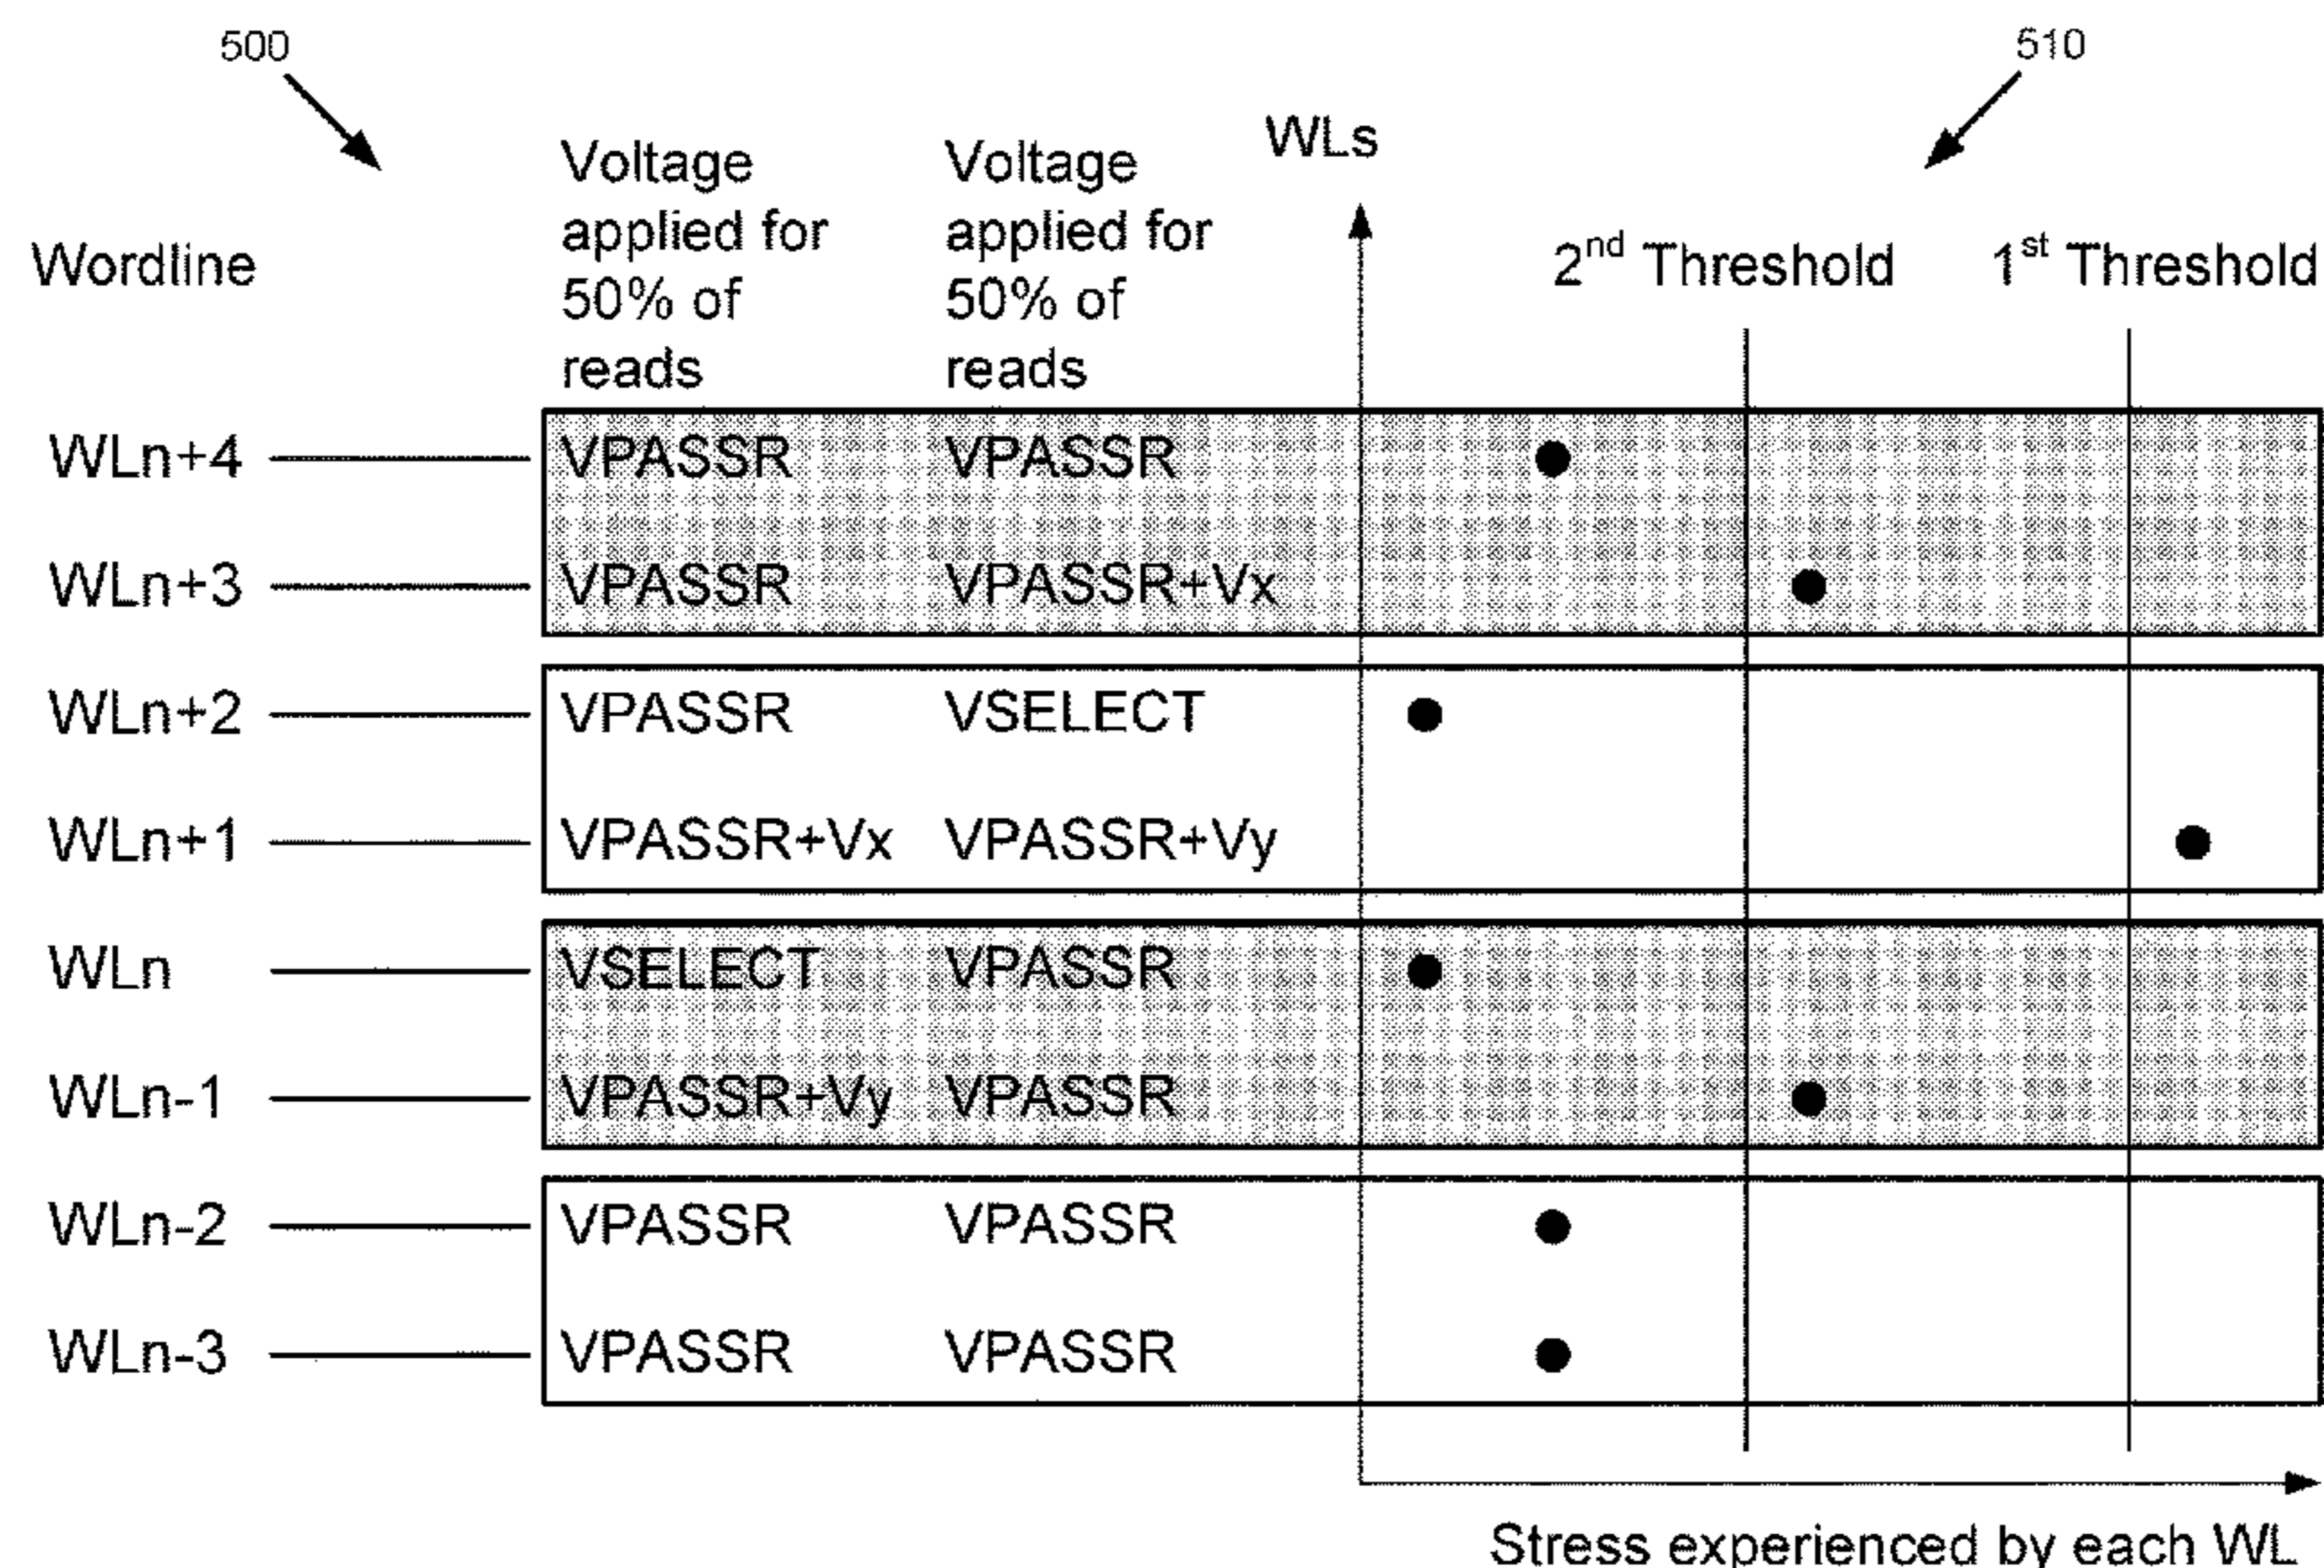 500
510
WLs
Voltage applied for 50% of reads
Voltage applied for 50% of reads
Wordline
2nd Threshold
1st Threshold
WLn+4 VPASSR VPASSR
WLn+3 VPASSR VPASSR+Vx
WLn+2 VPASSR VSELECT
WLn+1 VPASSR+Vx VPASSR+Vy
WLn VSELECT VPASSR
WLn-1 VPASSR+Vy VPASSR
WLn-2 VPASSR VPASSR
WLn-3 VPASSR VPASSR
Stress experienced by each WL